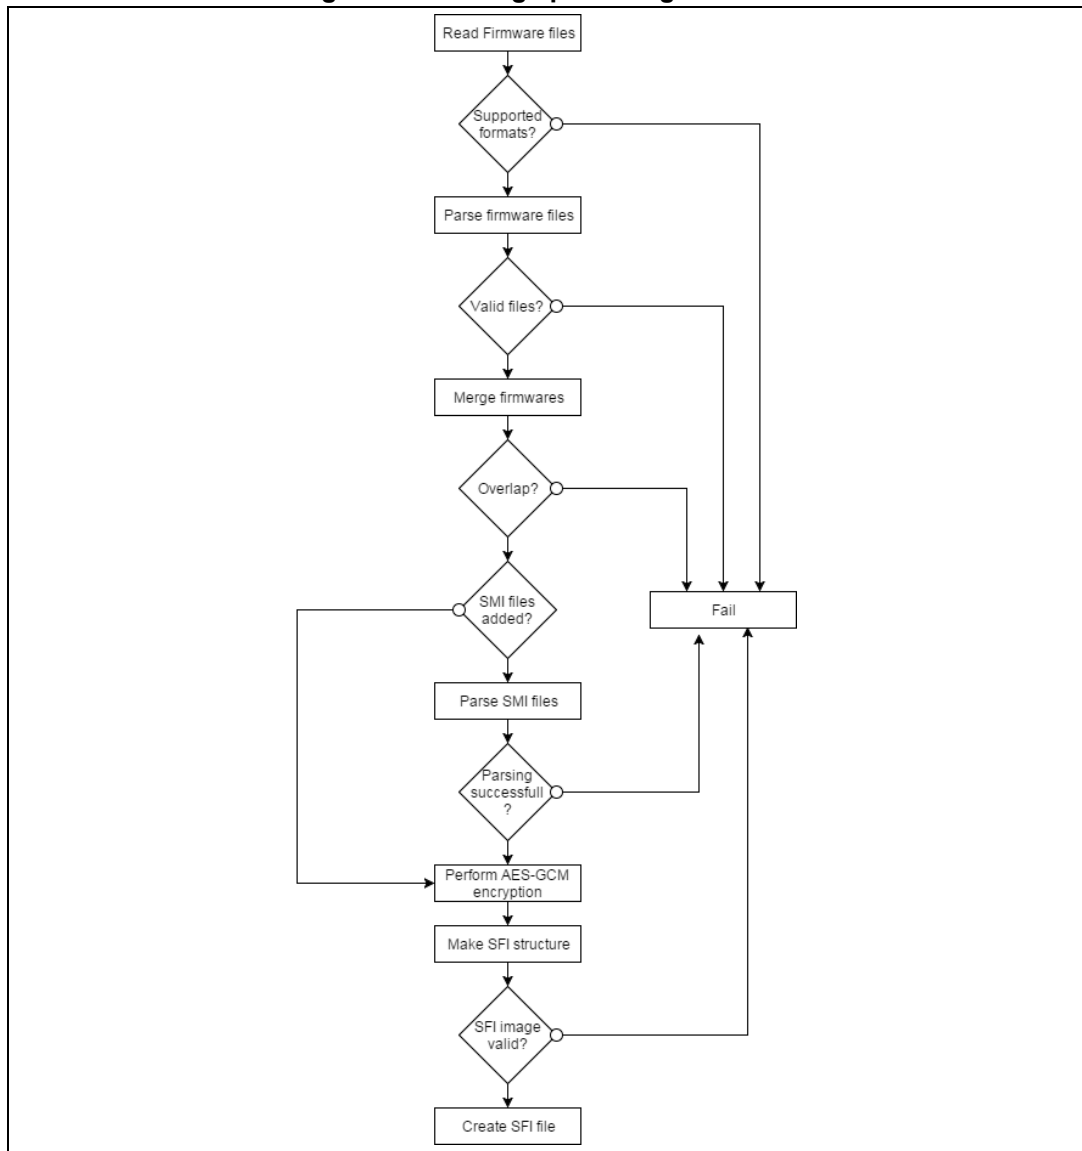 Read Firmware files
Supported
formats?
Parse firmware files
Valid files?
Merge firmwares
Overlap?
SMI files
added?
Fail
Parse SMI files
Parsing
successfull
?
Perform AES-GCM
encryption
Make SFI structure
SFI image
valid?
Create SFI file